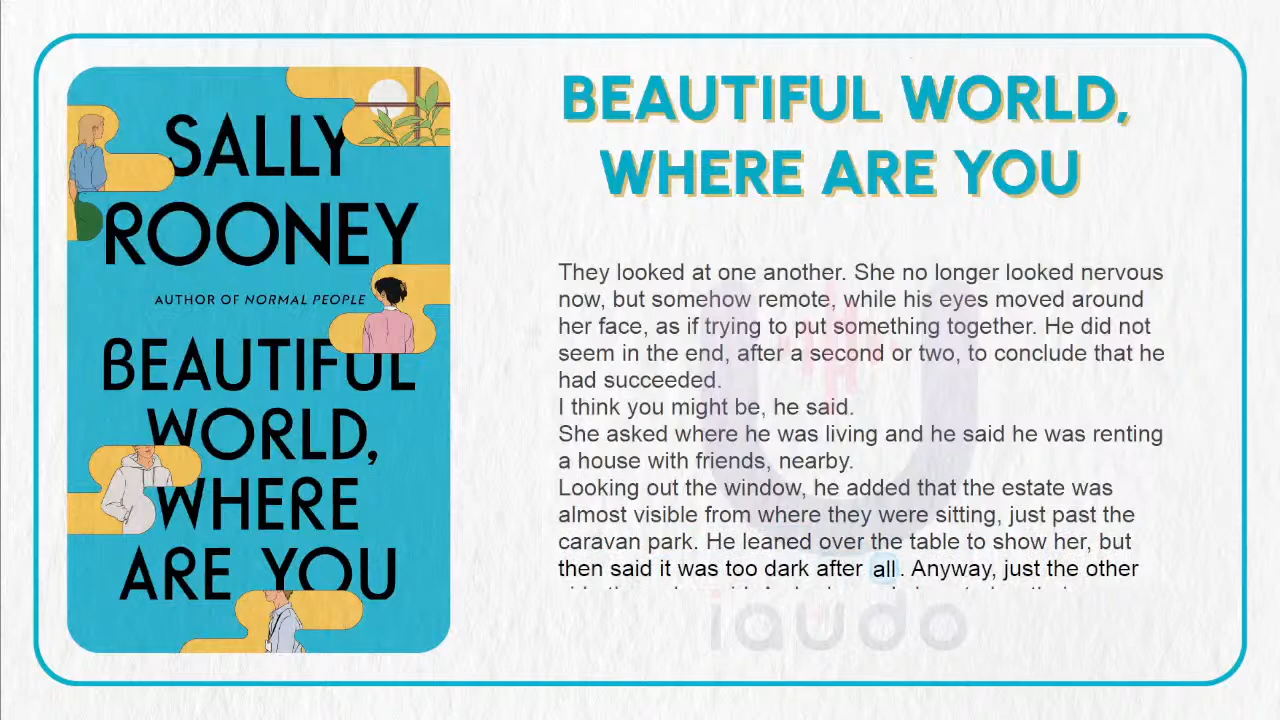 SALLY
ROONEY
AUTHOR OF NORMAL PEOPLE
BEAUTIFUL
WORLD,
WHERE
ARE YOU
BEAUTIFUL WORLD,
WHERE ARE YOU
They looked at one another. She no longer looked nervous
now, but somehow remote, while his eyes moved around
her face, as if trying to put something together. He did not
seem in the end, after a second or two, to conclude that he
had succeeded.
I think you might be, he said.
She asked where he was living and he said he was renting
a house with friends, nearby.
Looking out the window, he added that the estate was
almost visible from where they were sitting, just past the
caravan park. He leaned over the table to show her, but
then said it was too dark after all. Anyway, just the other
iaudo